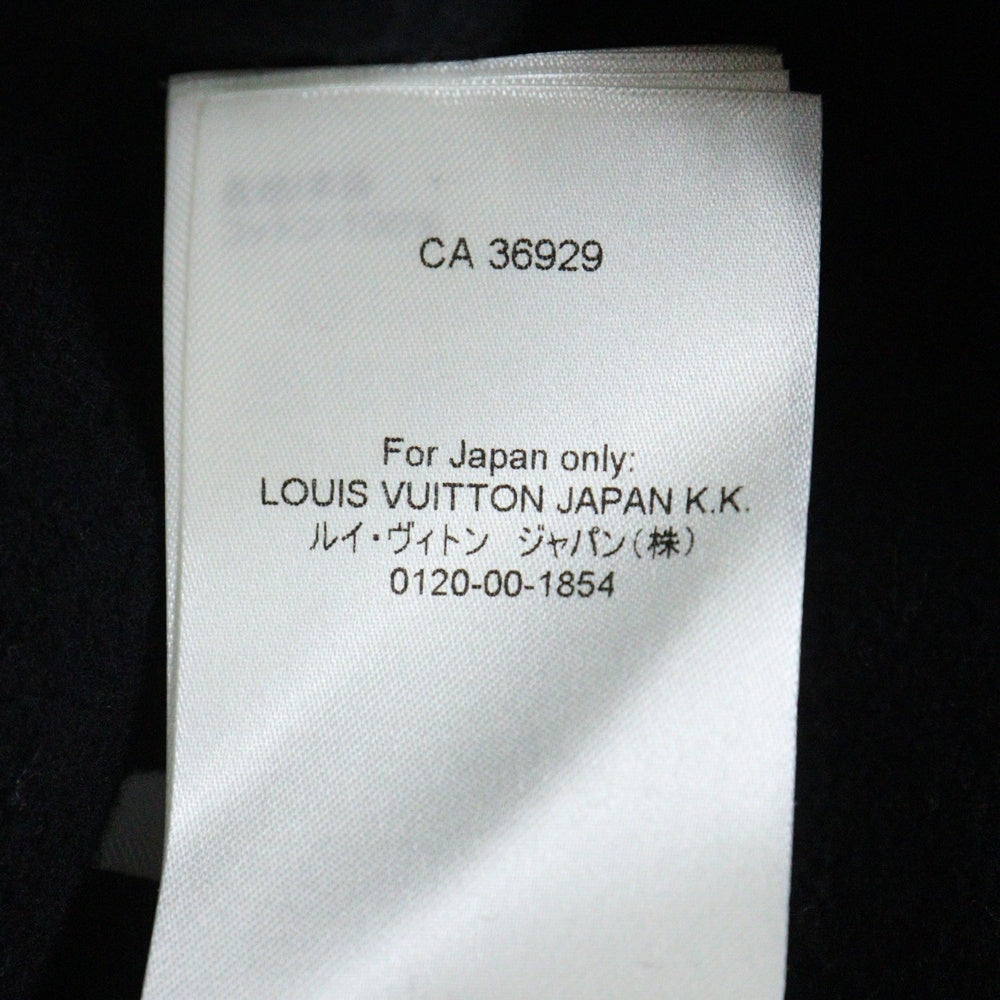 CA 36929
For Japan only:
LOUIS VUITTON JAPAN K.K.
ルイ・ヴィトン ジャパン(株)
0120-00-1854